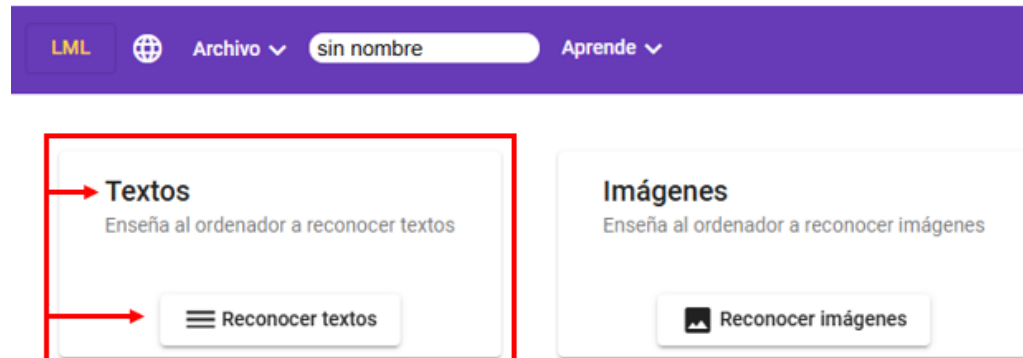 LML Archivo sin nombre Aprende
Textos
Enseña al ordenador a reconocer textos
Reconocer textos
Imágenes
Enseña al ordenador a reconocer imágenes
Reconocer imágenes